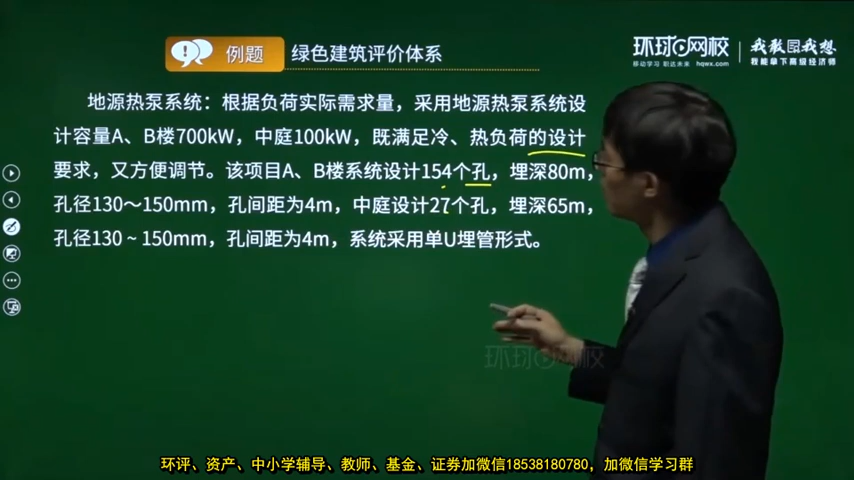 例题 绿色建筑评价体系
环球网校
移动学习 职达未来 hqwx.com
我敢因我想
我能拿下高级经济师
地源热泵系统：根据负荷实际需求量，采用地源热泵系统设
计容量A、B楼700kW，中庭100kW，既满足冷、热负荷的设计
要求，又方便调节。该项目A、B楼系统设计154个孔，埋深80m，
孔径130～150mm，孔间距为4m，中庭设计27个孔，埋深65m，
孔径130~150mm，孔间距为4m，系统采用单U埋管形式。
环球网校
环评、资产、中小学辅导、教师、基金、证券加微信18538180780，加微信学习群